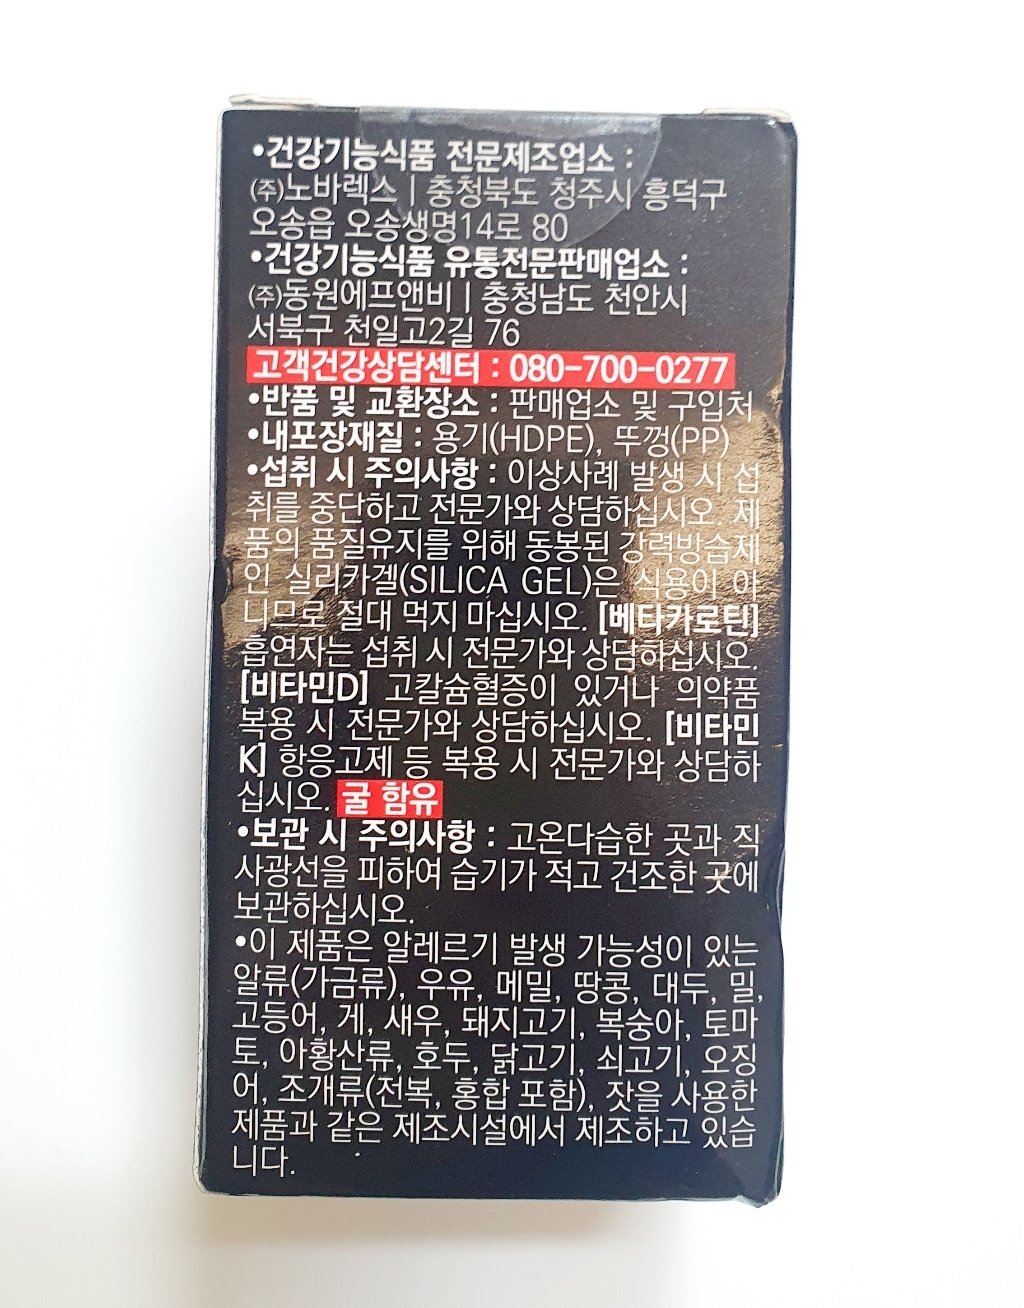 •건강기능식품 전문제조업소 :
㈜노바렉스 | 충청북도 청주시 흥덕구
오송읍 오송생명14로 80
•건강기능식품 유통전문판매업소 :
㈜동원에프앤비 | 충청남도 천안시
서북구 천일고2길 76
고객건강상담센터 : 080-700-0277
•반품 및 교환장소 : 판매업소 및 구입처
•내포장재질 : 용기(HDPE), 뚜껑(PP)
•섭취 시 주의사항 : 이상사례 발생 시 섭
취를 중단하고 전문가와 상담하십시오. 제
품의 품질유지를 위해 동봉된 강력방습제
인 실리카겔(SILICA GEL)은 식용이 아
니므로 절대 먹지 마십시오. [베타카로틴]
흡연자는 섭취 시 전문가와 상담하십시오.
[비타민D] 고칼슘혈증이 있거나 의약품
복용 시 전문가와 상담하십시오. [비타민
K] 항응고제 등 복용 시 전문가와 상담하
십시오. 굴 함유
•보관 시 주의사항 : 고온다습한 곳과 직
사광선을 피하여 습기가 적고 건조한 곳에
보관하십시오.
•이 제품은 알레르기 발생 가능성이 있는
알류(가금류), 우유, 메밀, 땅콩, 대두, 밀,
고등어, 게, 새우, 돼지고기, 복숭아, 토마
토, 아황산류, 호두, 닭고기, 쇠고기, 오징
어, 조개류(전복, 홍합 포함), 잣을 사용한
제품과 같은 제조시설에서 제조하고 있습
니다.